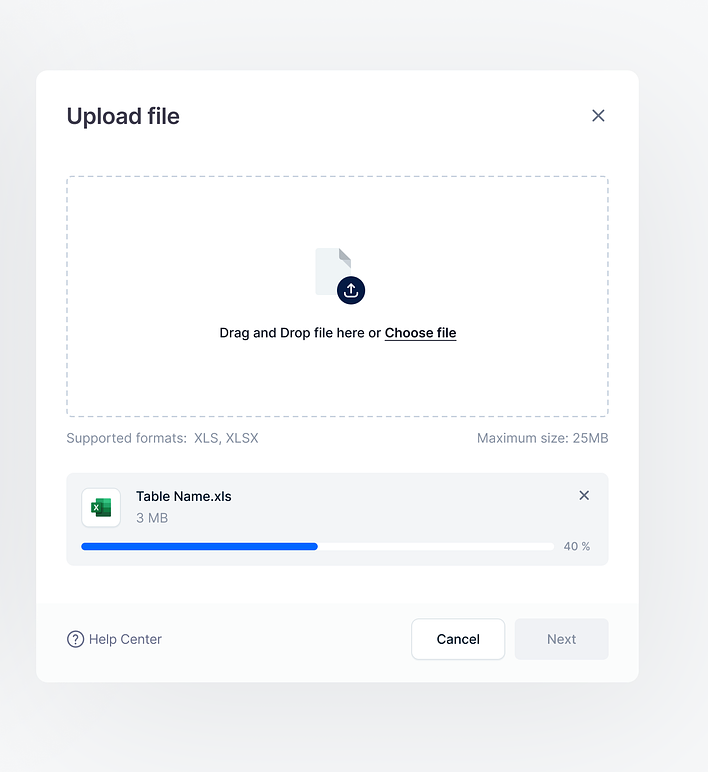 Upload file
Drag and Drop file here or Choose file
Supported formats: XLS, XLSX
Maximum size: 25MB
X
Table Name.xls
3 MB
40 %
? Help Center
Cancel
Next